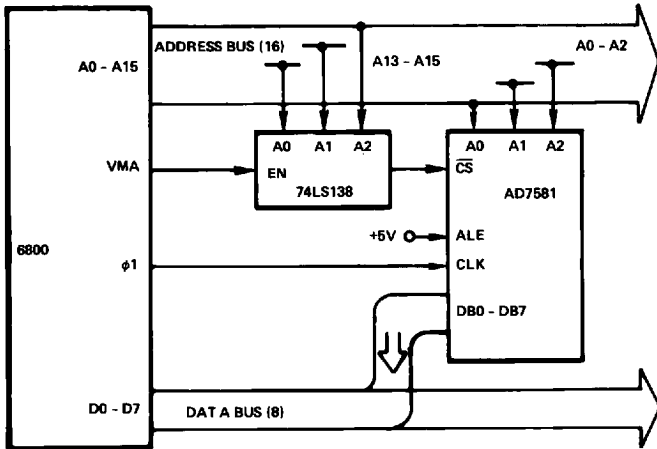 ADDRESS BUS (16)
A0 – A15
A13 – A15
A0 – A2
A0 A1 A2
EN
74LS138
A0 A1 A2
C̅S̅
AD7581
VMA
+5V
ALE
6800
φ1
CLK
DB0 – DB7
D0 – D7
DAT A BUS (8)